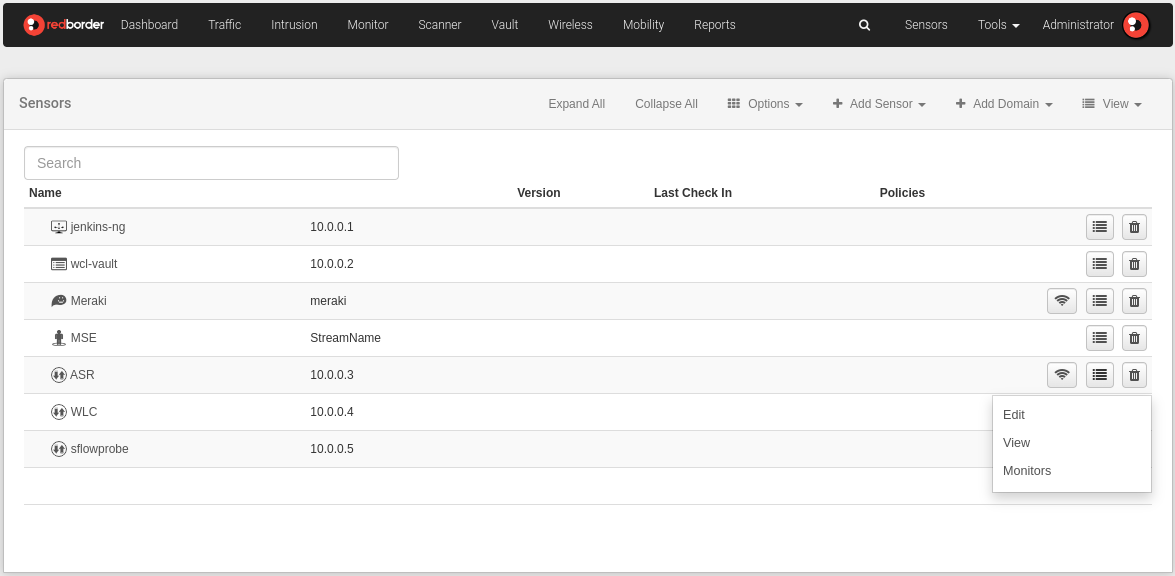 redborder Dashboard Traffic Intrusion Monitor Scanner Vault Wireless Mobility Reports Sensors Tools Administrator
Sensors Expand All Collapse All Options Add Sensor Add Domain View
Search
Name Version Last Check In Policies
jenkins-ng 10.0.0.1
wcl-vault 10.0.0.2
Meraki meraki
MSE StreamName
ASR 10.0.0.3
WLC 10.0.0.4
Edit
View
sflowprobe 10.0.0.5
Monitors